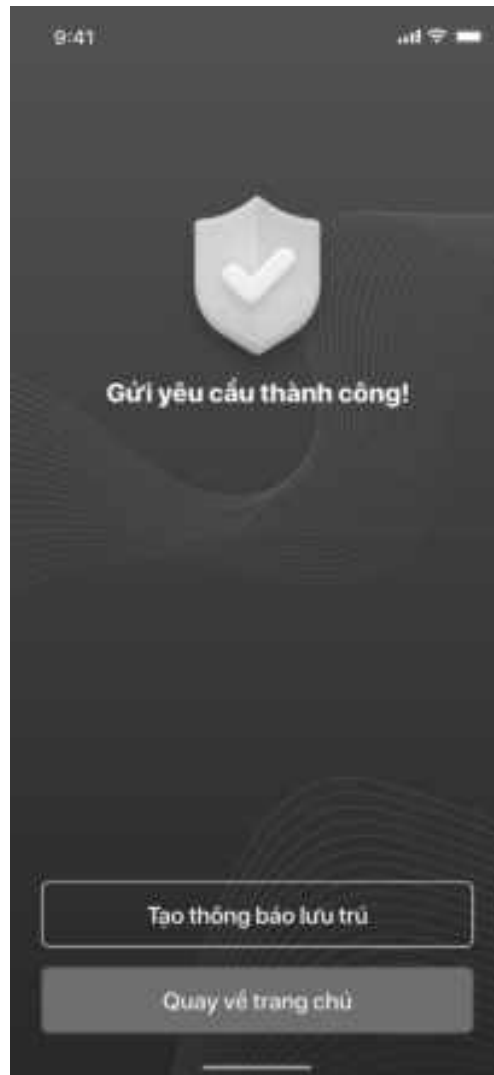 9:41
Gửi yêu cầu thành công!
Tạo thông báo lưu trú
Quay về trang chủ